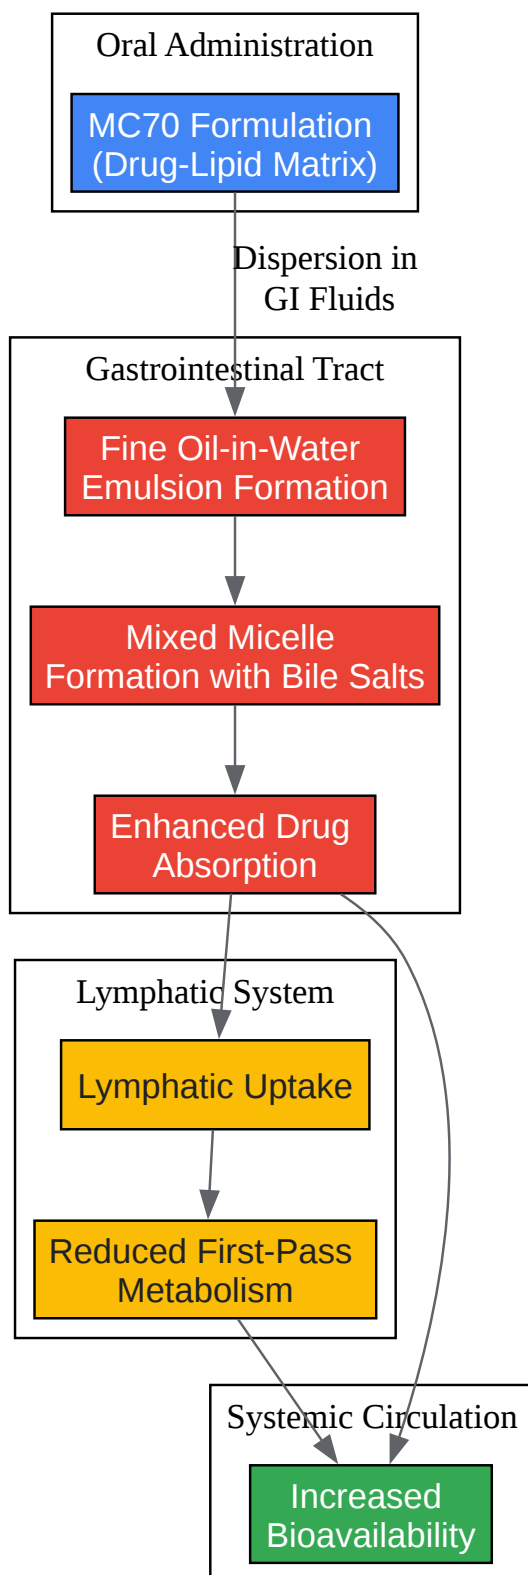 Oral Administration
MC70 Formulation
(Drug-Lipid Matrix)
Dispersion in
GI Fluids
Gastrointestinal Tract
Fine Oil-in-Water
Emulsion Formation
Mixed Micelle
Formation with Bile Salts
Enhanced Drug
Absorption
Lymphatic System
Lymphatic Uptake
Reduced First-Pass
Metabolism
Systemic Circulation
Increased
Bioavailability